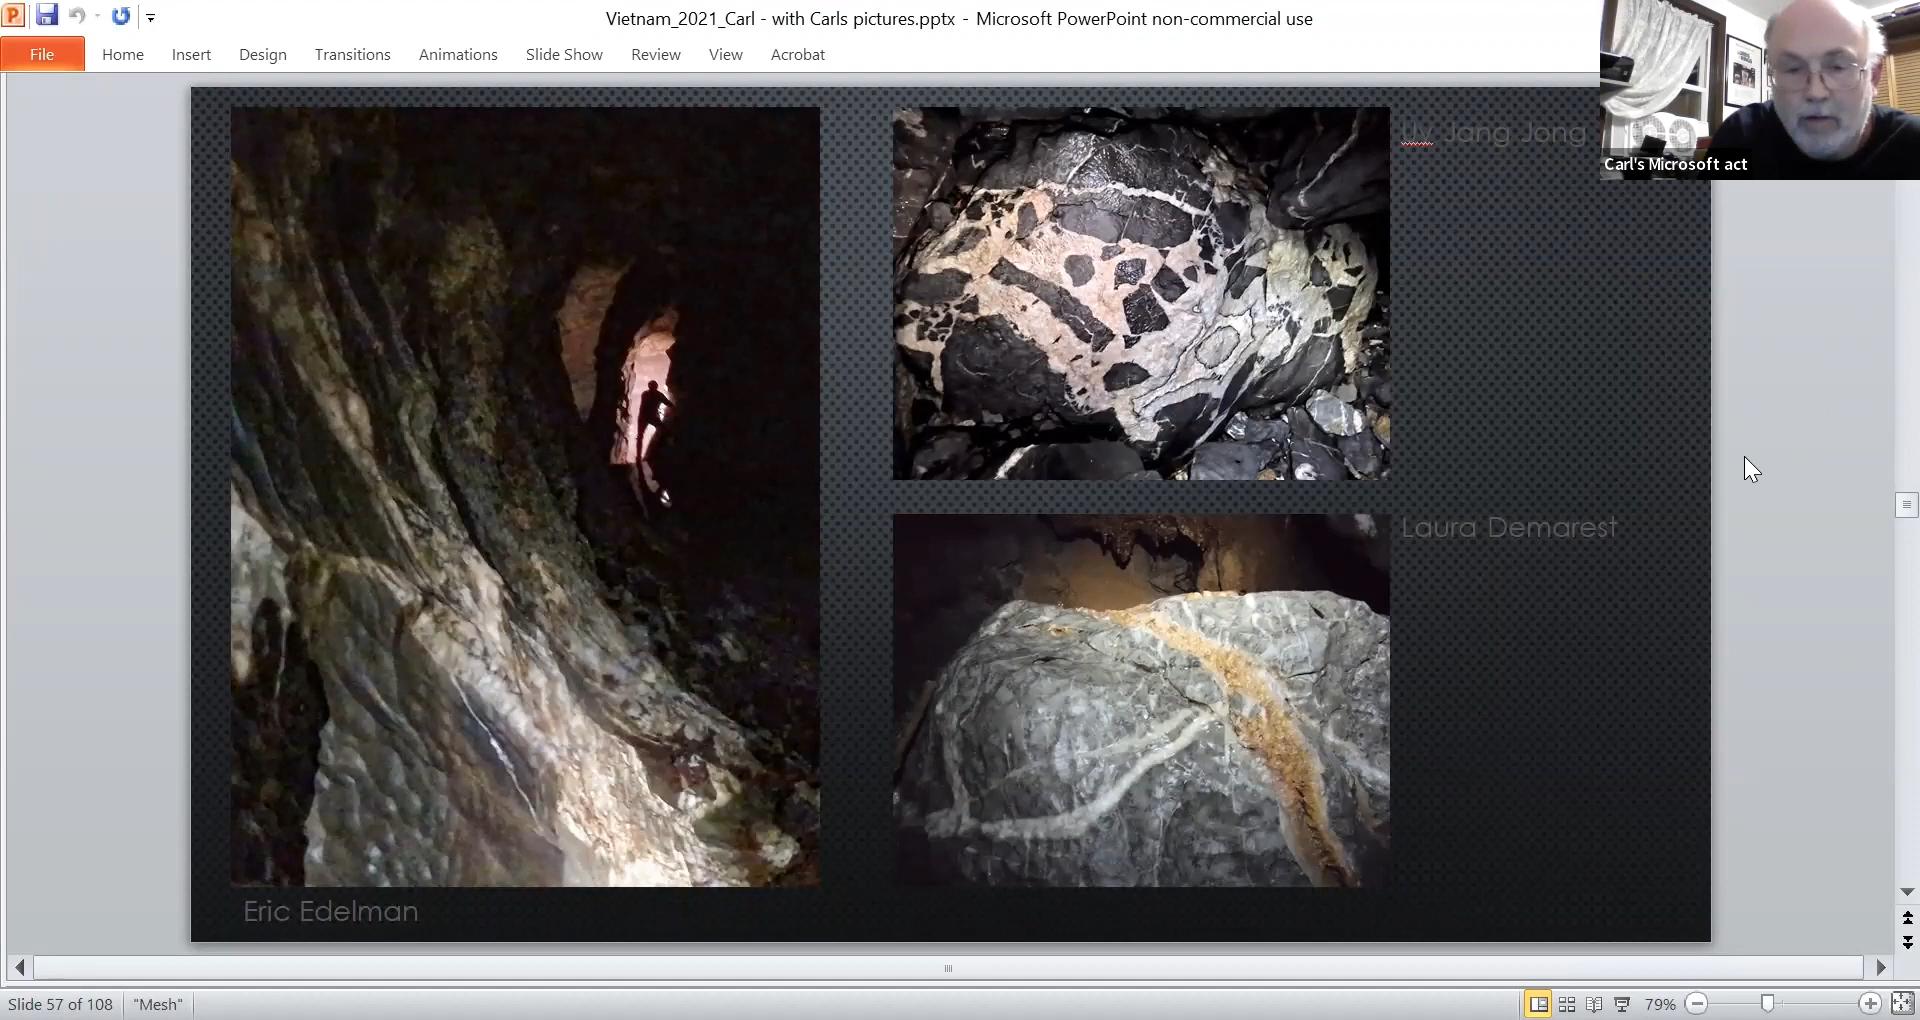 Vietnam_2021_Carl - with Carls pictures.pptx - Microsoft PowerPoint non-commercial use
File Home Insert Design Transitions Animations Slide Show Review View Acrobat
Carl's Microsoft act
Uy Jang Jong
Laura Demarest
Eric Edelman
Slide 57 of 108 "Mesh" 79%